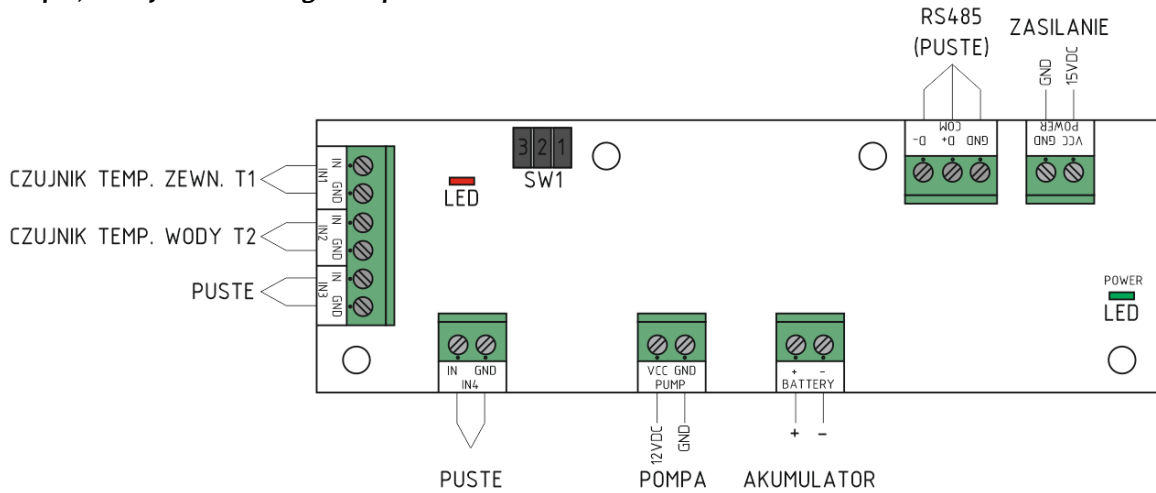 RS485
(PUSTE)
ZASILANIE
GND
15VDC
D-
D+
GND
COM
GND
VCC
POWER
3 2 1
SW1
LED
CZUJNIK TEMP. ZEWN. T1
IN
GND
IN1
CZUJNIK TEMP. WODY T2
IN
GND
IN2
PUSTE
IN
GND
IN3
POWER
LED
IN GND
IN4
VCC GND
PUMP
+ -
BATTERY
12VDC
GND
+ -
PUSTE
POMPA
AKUMULATOR